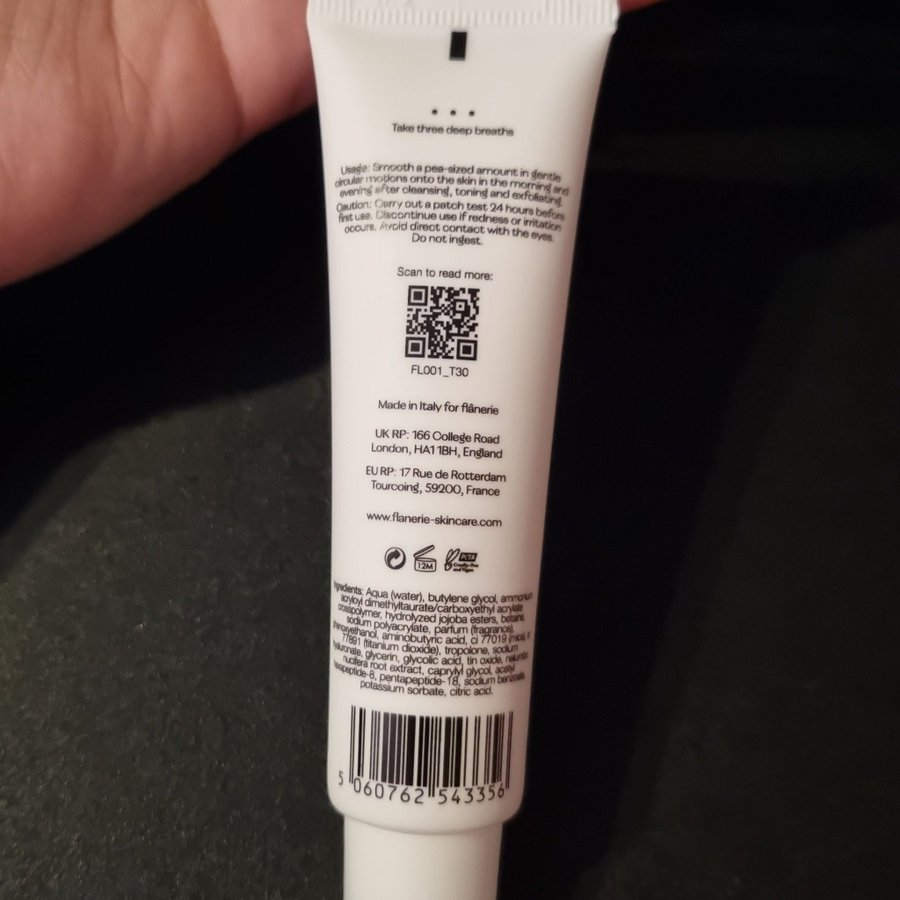 Take three deep breaths
Usage: Smooth a pea-sized amount in gentle
circular motions onto the skin in the morning and
evening after cleansing, toning and exfoliating.
Caution: Carry out a patch test 24 hours before
first use. Discontinue use if redness or irritation
occurs. Avoid direct contact with the eyes.
Do not ingest.
Scan to read more:
FL001_T30
Made in Italy for flânerie
UK RP: 166 College Road
London, HA1 1BH, England
EU RP: 17 Rue de Rotterdam
Tourcoing, 59200, France
www.flanerie-skincare.com
12M
PETA
Cruelty-Free
and Vegan
Ingredients: Aqua (water), butylene glycol, ammonium
acryloyl dimethyltaurate/carboxyethyl acrylate
crosspolymer, hydrolyzed jojoba esters, betaine,
sodium polyacrylate, parfum (fragrance),
phenoxyethanol, aminobutyric acid, ci 77019 (mica),
77891 (titanium dioxide), tropolone, sodium
hyaluronate, glycerin, glycolic acid, tin oxide, nelumbo
nucifera root extract, caprylyl glycol, acetyl
hexapeptide-8, pentapeptide-18, sodium benzoate,
potassium sorbate, citric acid.
5 060762 543356